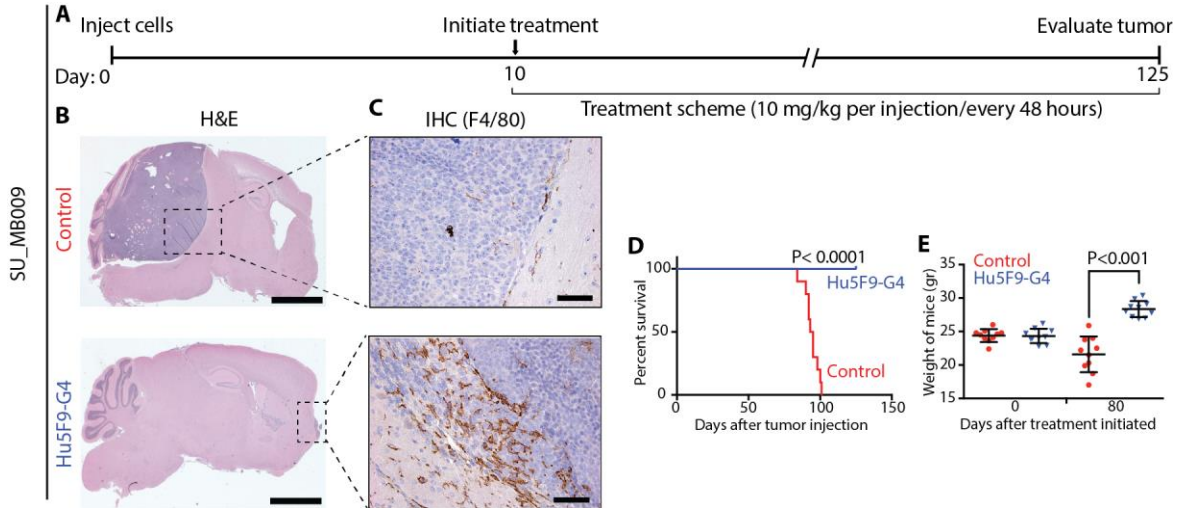 A
Inject cells
Initiate treatment
Evaluate tumor
Day: 0
10
125
Treatment scheme (10 mg/kg per injection/every 48 hours)
SU_MB009
B
H&E
C
IHC (F4/80)
Control
Hu5F9-G4
D
P< 0.0001
Hu5F9-G4
Control
Percent survival
100
50
0
0
50
100
150
Days after tumor injection
E
Control
Hu5F9-G4
P<0.001
Weight of mice (gr)
35
30
25
20
15
0
80
Days after treatment initiated